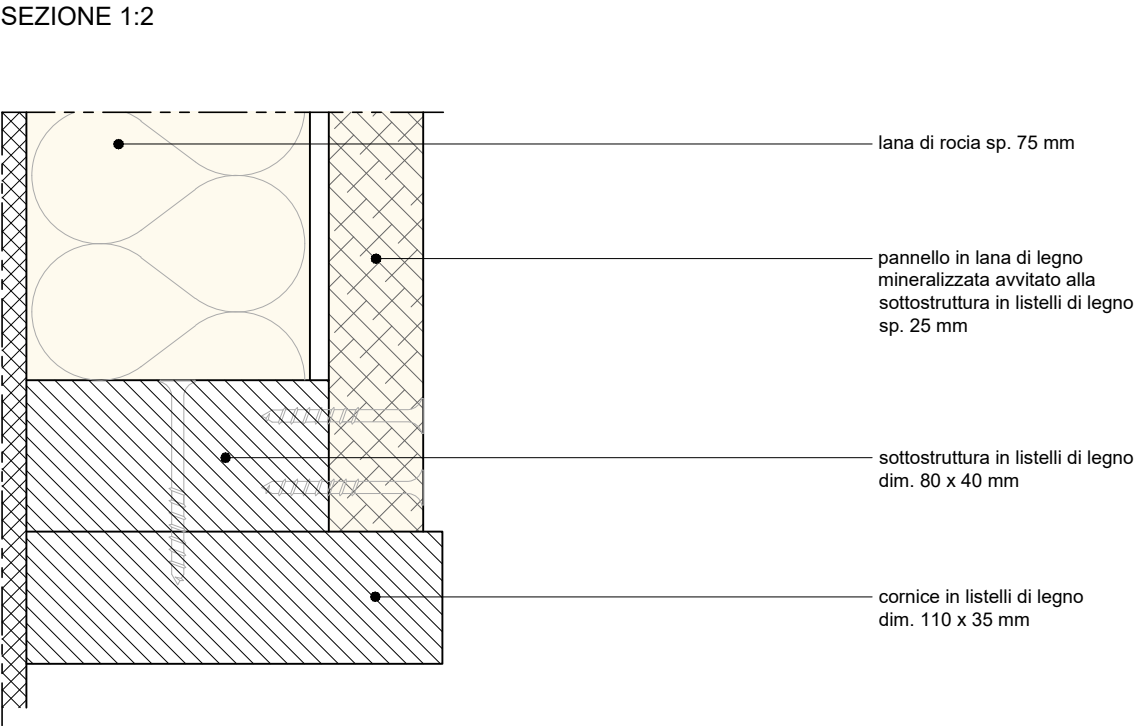 SEZIONE 1:2
lana di rocia sp. 75 mm
pannello in lana di legno
mineralizzata avvitato alla
sottostruttura in listelli di legno
sp. 25 mm
sottostruttura in listelli di legno
dim. 80 x 40 mm
cornice in listelli di legno
dim. 110 x 35 mm